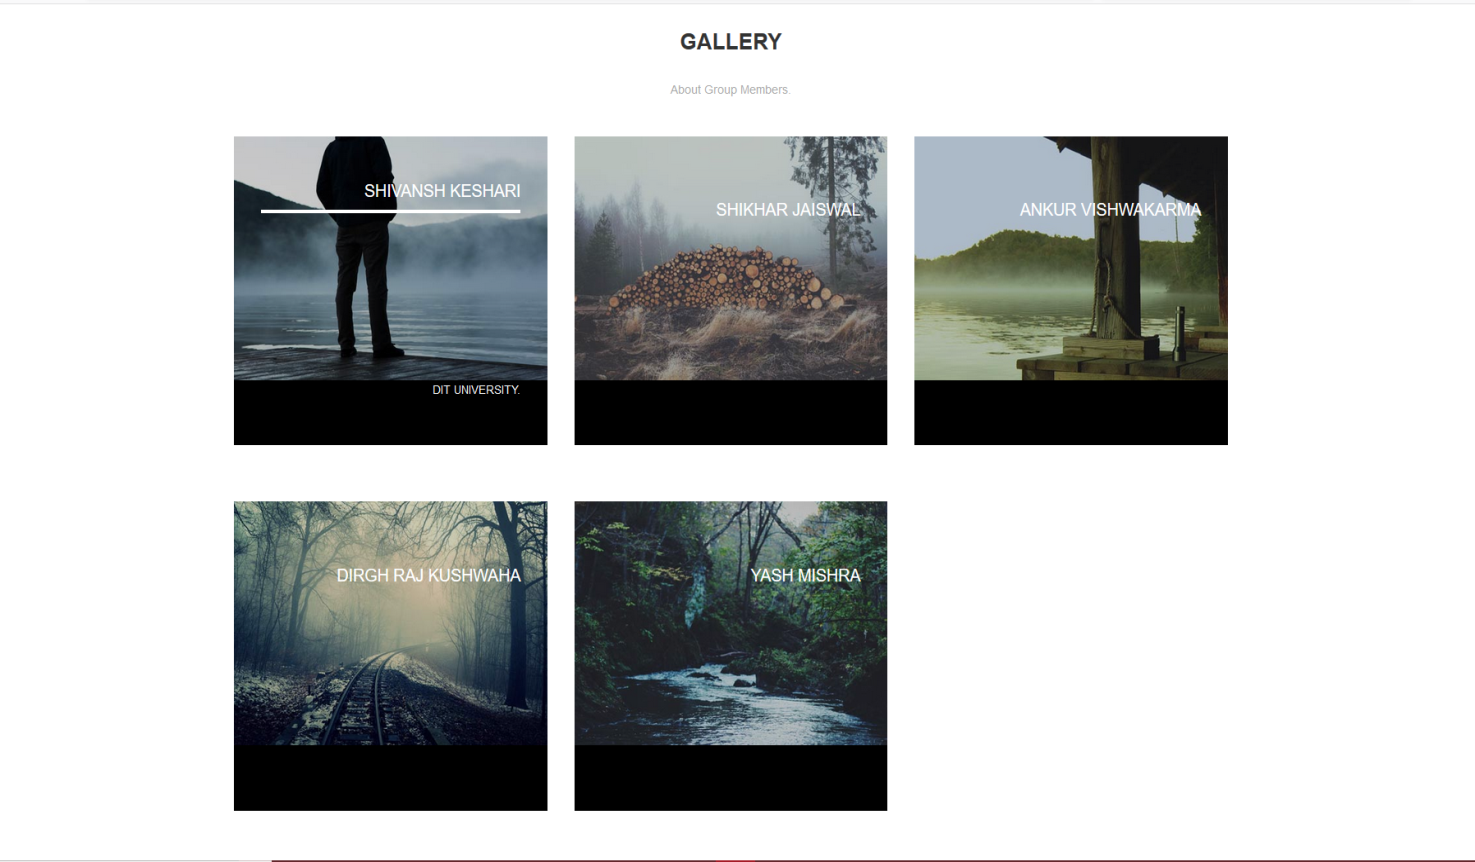 GALLERY
About Group Members.
SHIVANSH KESHARI
DIT UNIVERSITY.
SHIKHAR JAISWAL
ANKUR VISHWAKARMA
DIRGH RAJ KUSHWAHA
YASH MISHRA